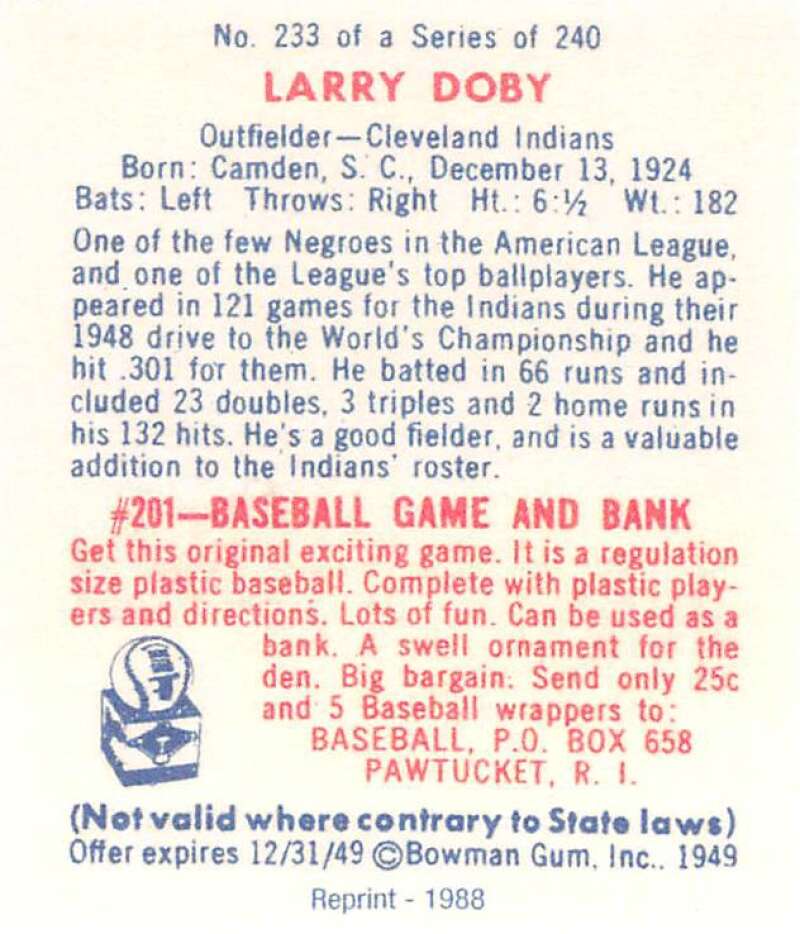 No. 233 of a Series of 240
LARRY DOBY
Outfielder—Cleveland Indians
Born: Camden, S. C., December 13, 1924
Bats: Left Throws: Right Ht.: 6:½ Wt.: 182
One of the few Negroes in the American League,
and one of the League's top ballplayers. He ap-
peared in 121 games for the Indians during their
1948 drive to the World's Championship and he
hit .301 for them. He batted in 66 runs and in-
cluded 23 doubles, 3 triples and 2 home runs in
his 132 hits. He's a good fielder, and is a valuable
addition to the Indians' roster.
#201—BASEBALL GAME AND BANK
Get this original exciting game. It is a regulation
size plastic baseball. Complete with plastic play-
ers and directions. Lots of fun. Can be used as a
bank. A swell ornament for the
den. Big bargain. Send only 25c
and 5 Baseball wrappers to:
BASEBALL, P.O. BOX 658
PAWTUCKET, R. I.
(Not valid where contrary to State laws)
Offer expires 12/31/49 ©Bowman Gum, Inc., 1949
Reprint - 1988